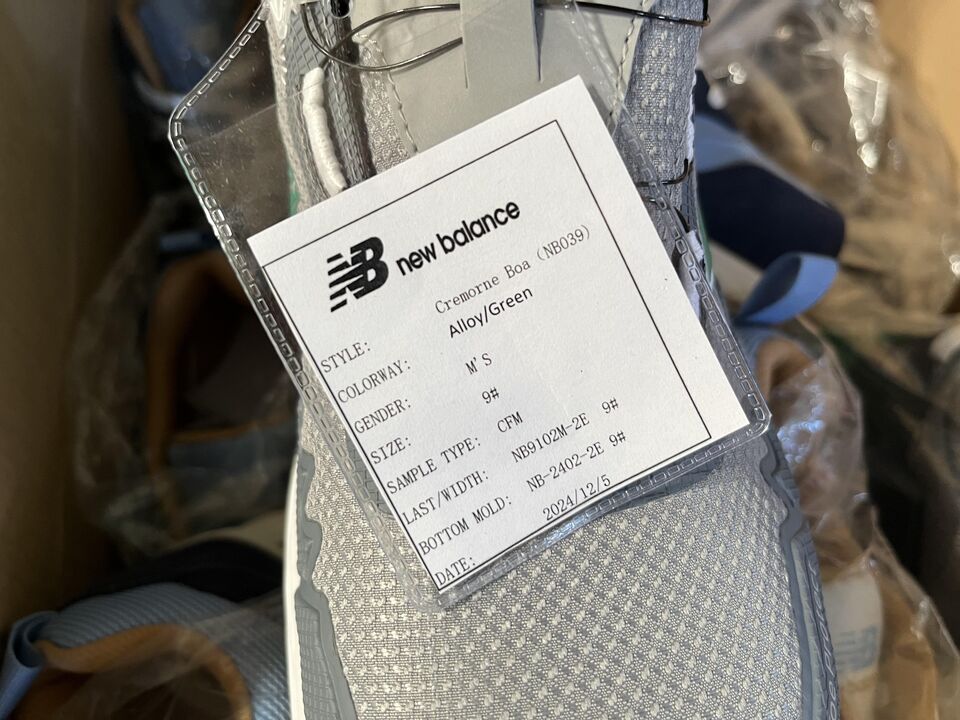 NB new balance
STYLE: Cremorne Boa (NB039)
COLORWAY: Alloy/Green
GENDER: M'S
SIZE: 9#
SAMPLE TYPE: CFM
LAST/WIDTH: NB9102M-2E 9#
BOTTOM MOLD: NB-2402-2E 9#
DATE: 2024/12/5